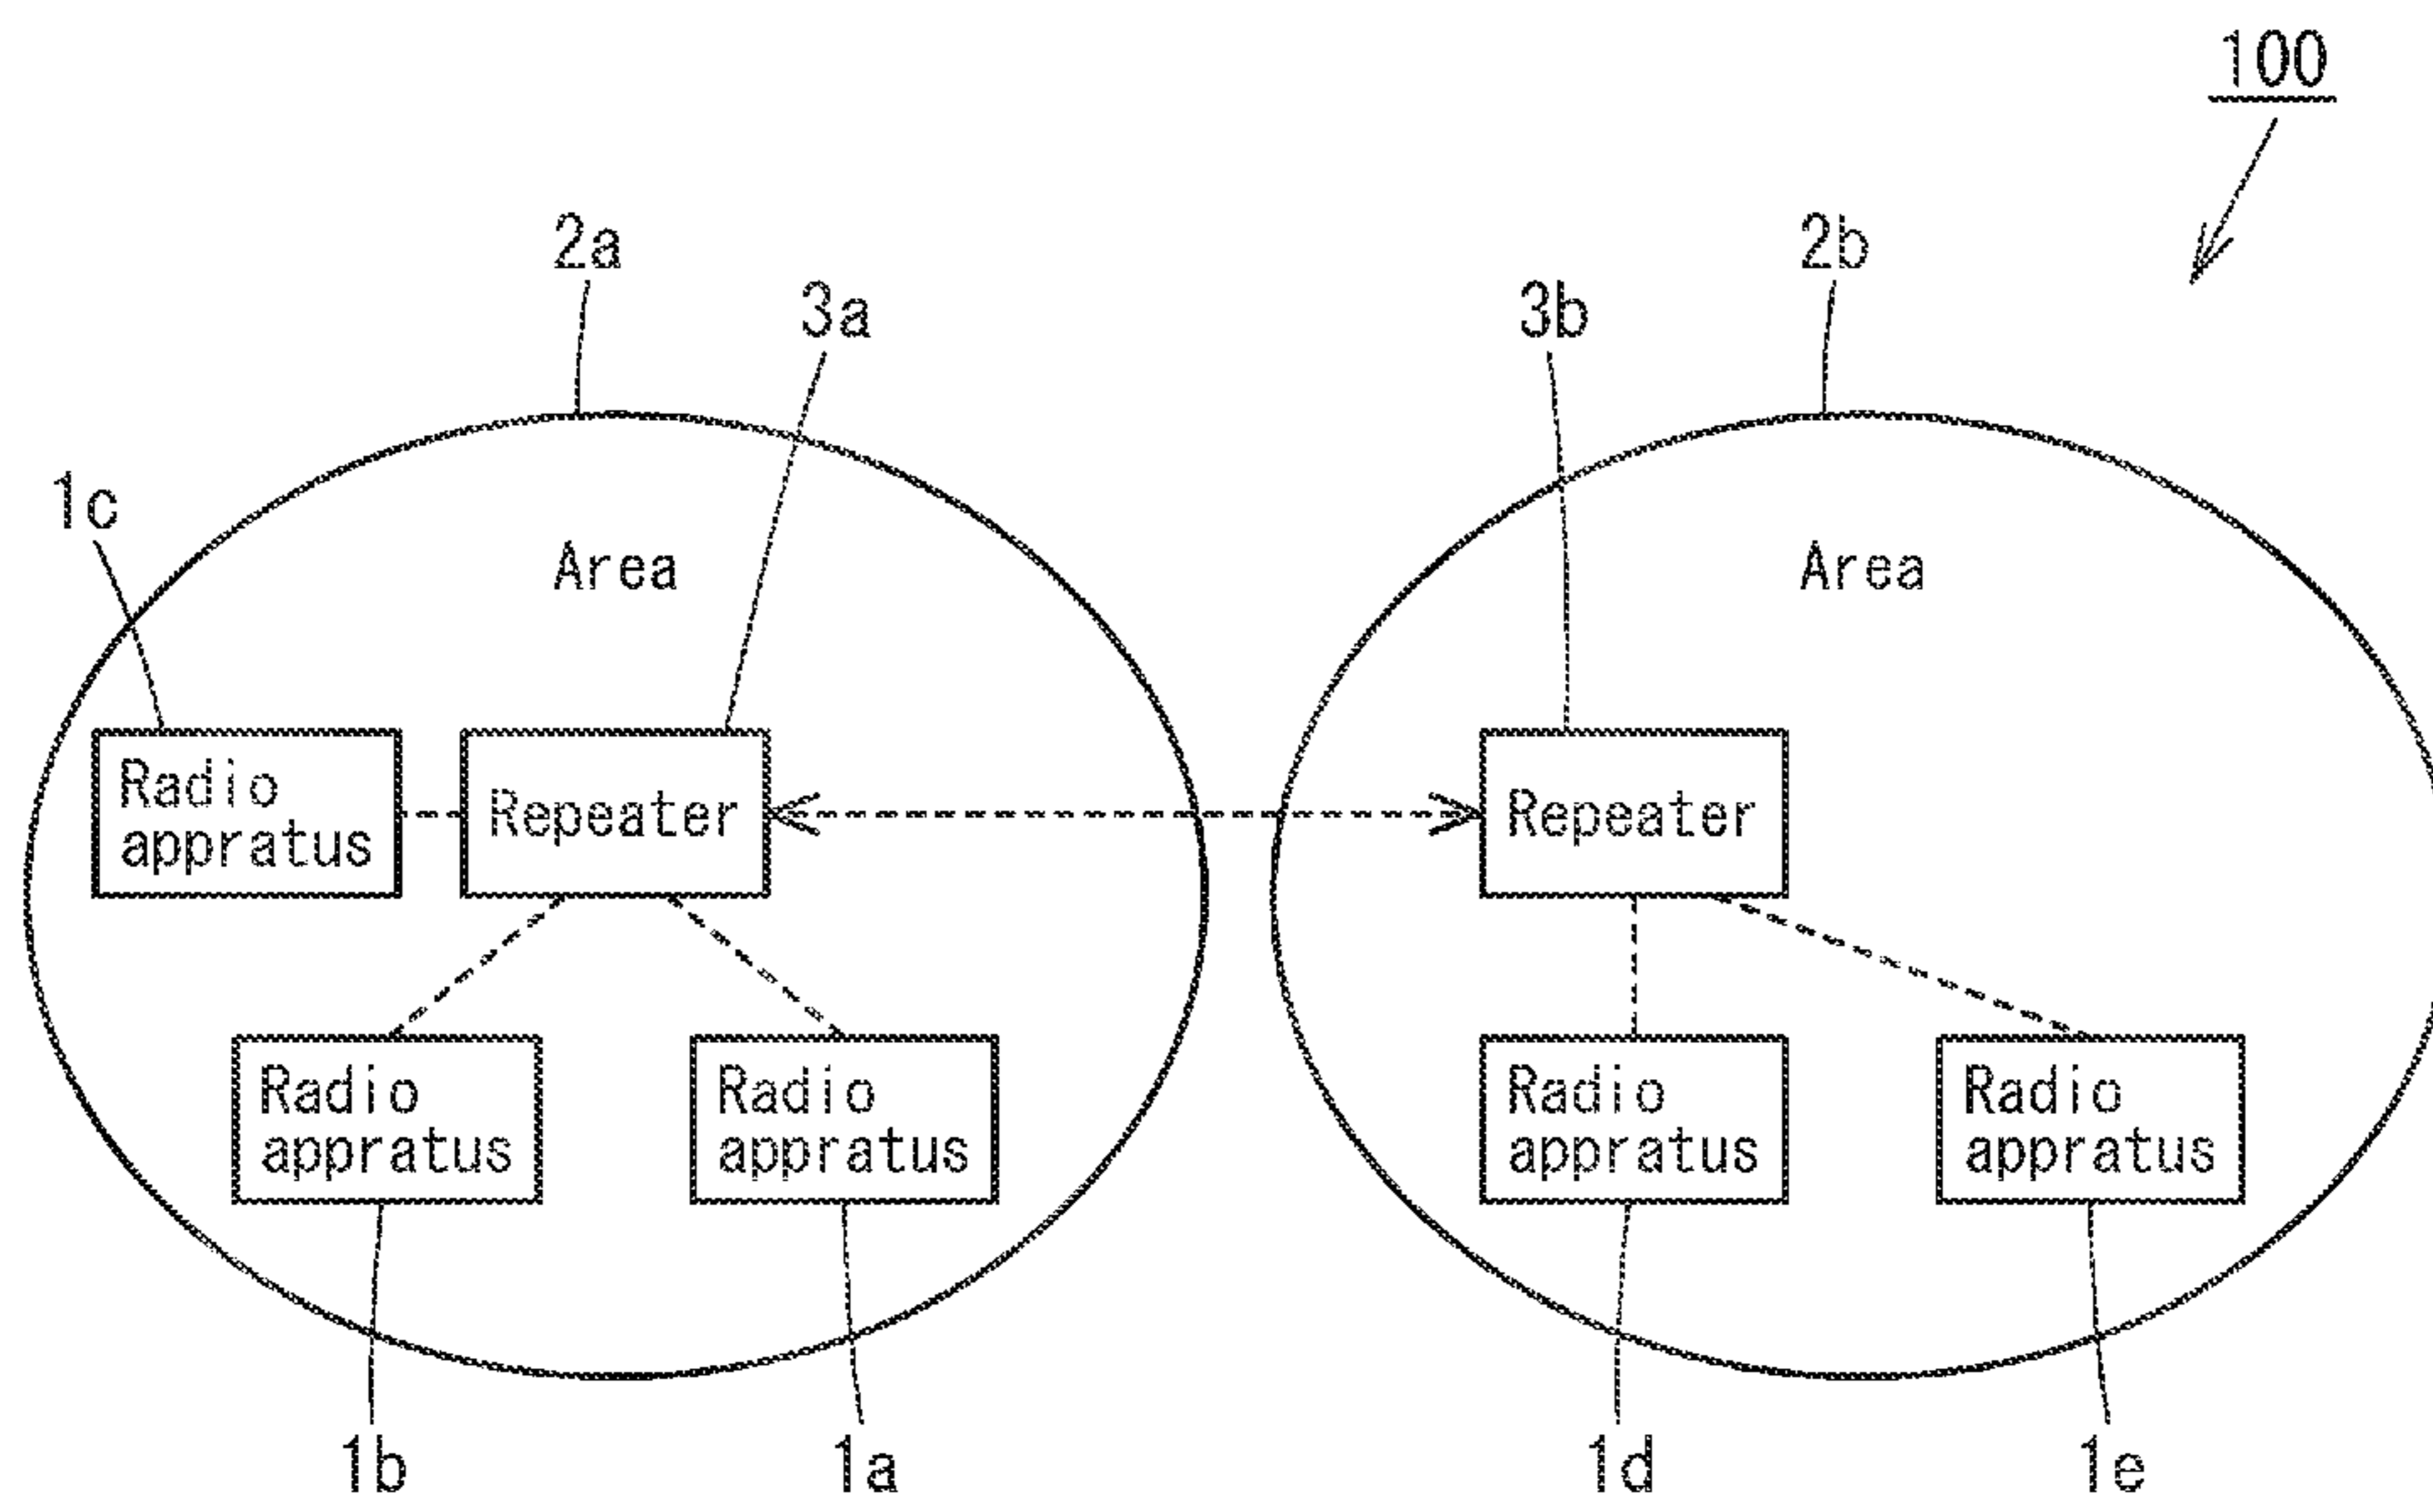 100
2a
2b
3a
3b
1c
Area
Area
Radio
appratus
Repeater
Repeater
Radio
appratus
Radio
appratus
Radio
appratus
Radio
appratus
1b
1a
1d
1e